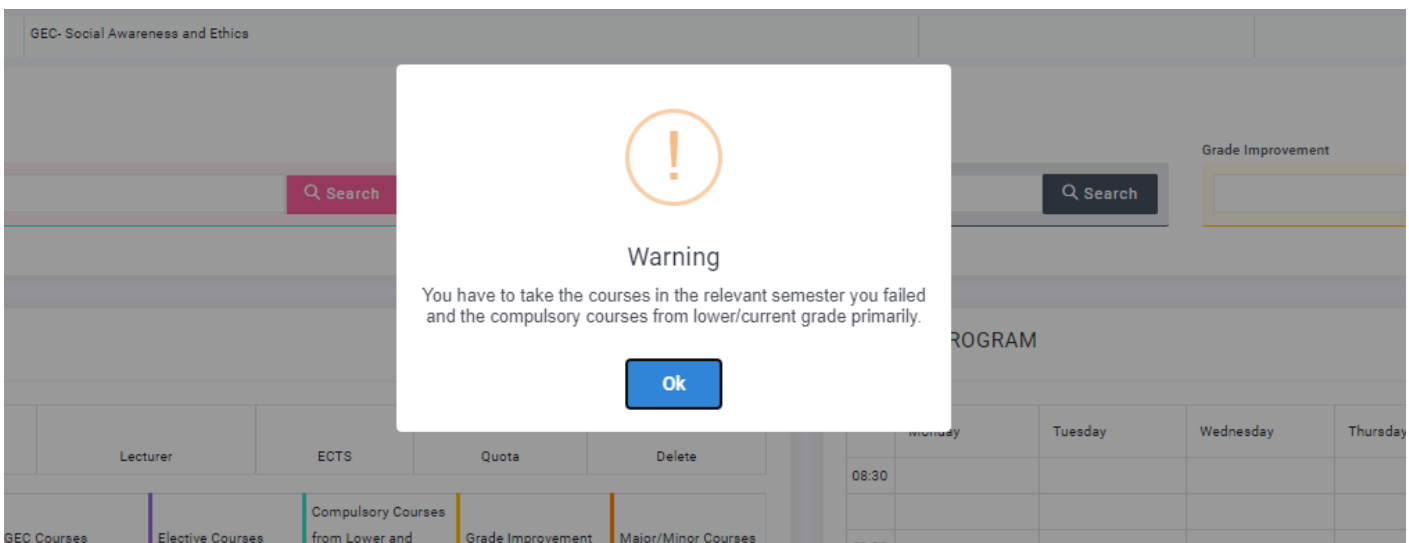 GEC- Social Awareness and Ethics
Grade Improvement
Search
Search
!
Warning
You have to take the courses in the relevant semester you failed
and the compulsory courses from lower/current grade primarily.
Ok
ROGRAM
Monday
Tuesday
Wednesday
Thursday
Lecturer
ECTS
Quota
Delete
08:30
GEC Courses
Elective Courses
Compulsory Courses
from Lower and
Grade Improvement
Major/Minor Courses